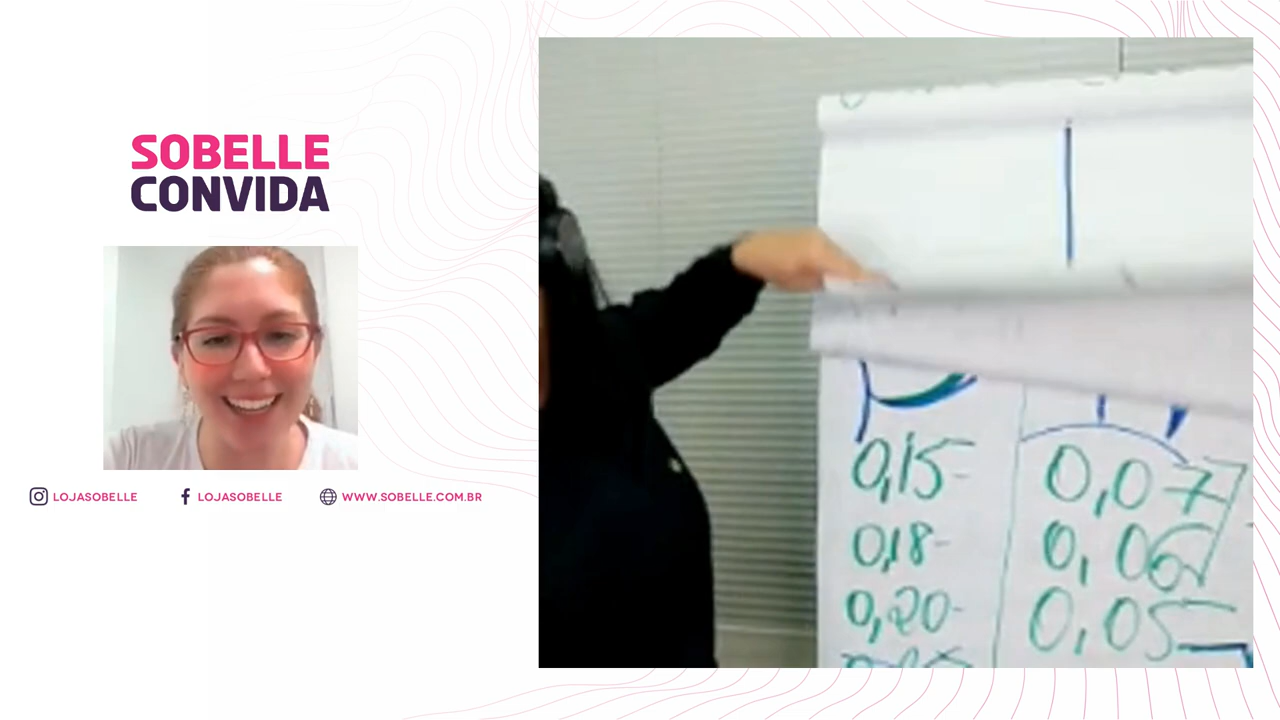 SOBELLE
CONVIDA
LOJASOBELLE
LOJASOBELLE
WWW.SOBELLE.COM.BR
0,15-
0,18-
0,20-
0,07
0,06
0,05